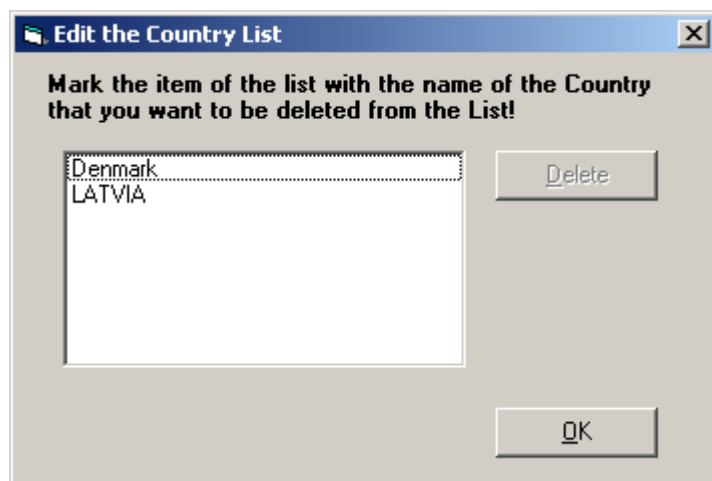 Edit the Country List
Mark the item of the list with the name of the Country
that you want to be deleted from the List!
Denmark
Delete
LATVIA
OK